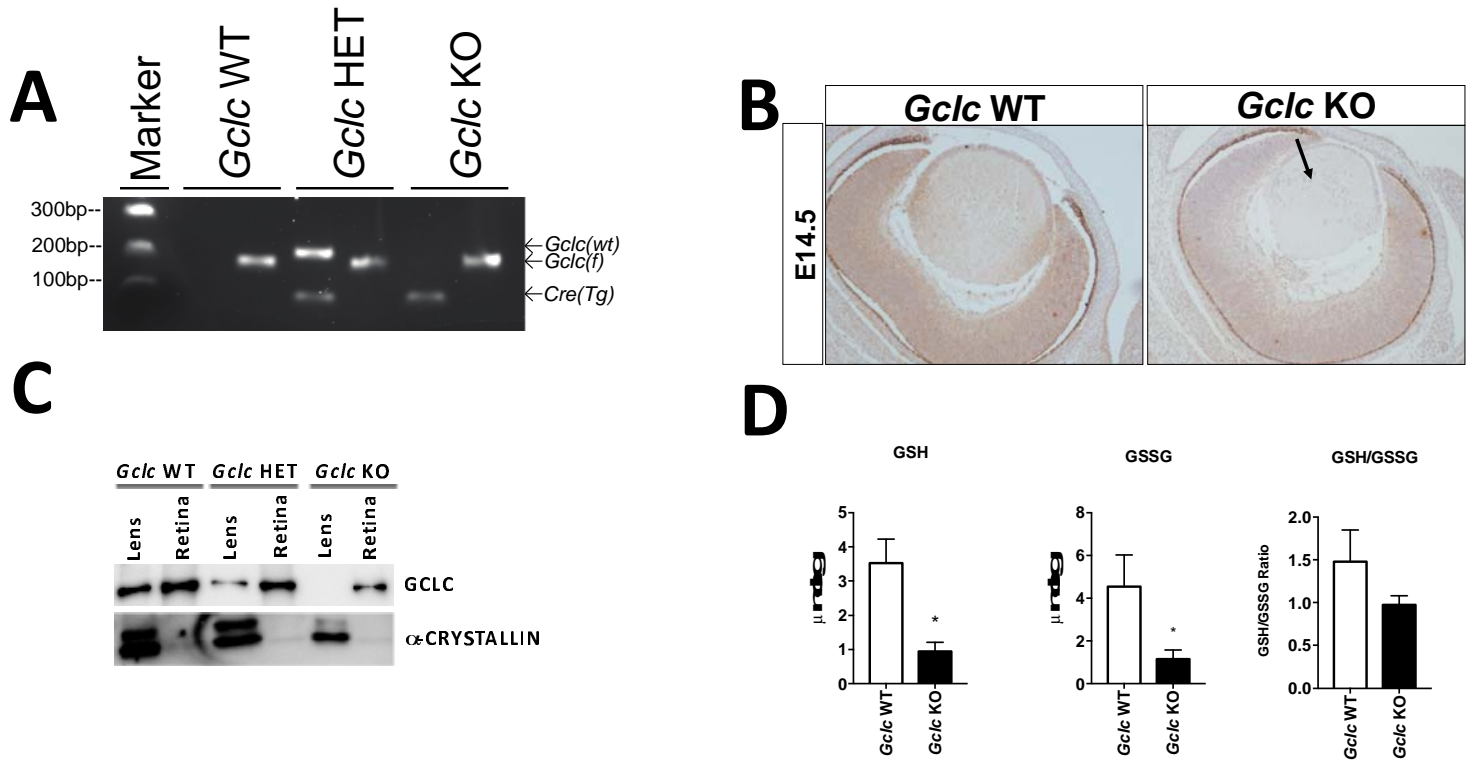 A
Marker
Gclc WT
Gclc HET
Gclc KO
300bp--
200bp--
100bp--
Gclc(wt)
Gclc(f)
Cre(Tg)
B
Gclc WT
Gclc KO
E14.5
C
Gclc WT Gclc HET Gclc KO
Lens
Retina
Lens
Retina
Lens
Retina
GCLC
α-CRYSTALLIN
D
GSH
5
4
3
2
1
0
Gclc WT
*
Gclc KO
GSSG
8
6
4
2
0
Gclc WT
*
Gclc KO
GSH/GSSG
GSH/GSSG Ratio
2.0
1.5
1.0
0.5
0.0
Gclc WT
Gclc KO